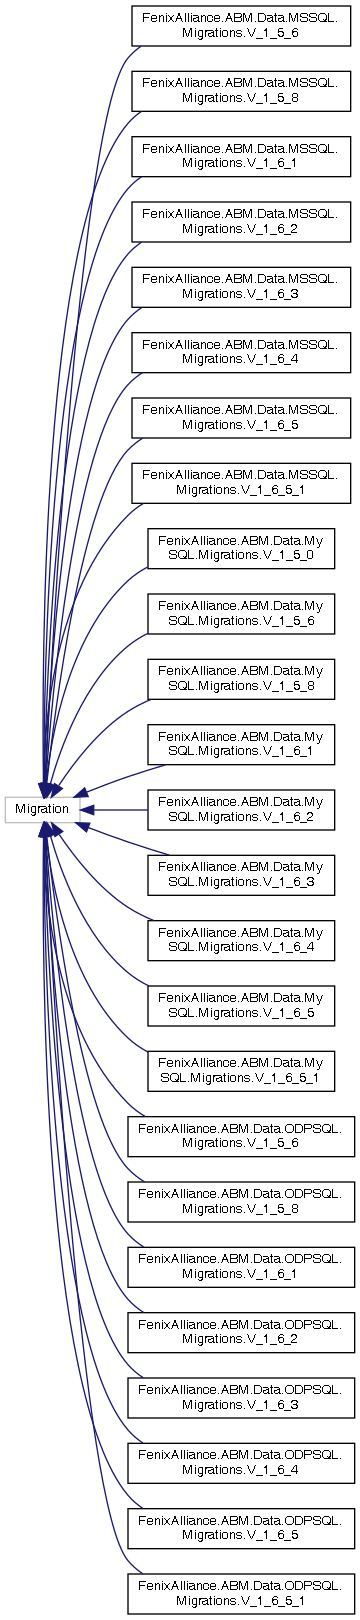 FenixAlliance.ABM.Data.MSSQL.
Migrations.V_1_5_6
FenixAlliance.ABM.Data.MSSQL.
Migrations.V_1_5_8
FenixAlliance.ABM.Data.MSSQL.
Migrations.V_1_6_1
FenixAlliance.ABM.Data.MSSQL.
Migrations.V_1_6_2
FenixAlliance.ABM.Data.MSSQL.
Migrations.V_1_6_3
FenixAlliance.ABM.Data.MSSQL.
Migrations.V_1_6_4
FenixAlliance.ABM.Data.MSSQL.
Migrations.V_1_6_5
FenixAlliance.ABM.Data.MSSQL.
Migrations.V_1_6_5_1
FenixAlliance.ABM.Data.My
SQL.Migrations.V_1_5_0
FenixAlliance.ABM.Data.My
SQL.Migrations.V_1_5_6
FenixAlliance.ABM.Data.My
SQL.Migrations.V_1_5_8
FenixAlliance.ABM.Data.My
SQL.Migrations.V_1_6_1
Migration
FenixAlliance.ABM.Data.My
SQL.Migrations.V_1_6_2
FenixAlliance.ABM.Data.My
SQL.Migrations.V_1_6_3
FenixAlliance.ABM.Data.My
SQL.Migrations.V_1_6_4
FenixAlliance.ABM.Data.My
SQL.Migrations.V_1_6_5
FenixAlliance.ABM.Data.My
SQL.Migrations.V_1_6_5_1
FenixAlliance.ABM.Data.ODPSQL.
Migrations.V_1_5_6
FenixAlliance.ABM.Data.ODPSQL.
Migrations.V_1_5_8
FenixAlliance.ABM.Data.ODPSQL.
Migrations.V_1_6_1
FenixAlliance.ABM.Data.ODPSQL.
Migrations.V_1_6_2
FenixAlliance.ABM.Data.ODPSQL.
Migrations.V_1_6_3
FenixAlliance.ABM.Data.ODPSQL.
Migrations.V_1_6_4
FenixAlliance.ABM.Data.ODPSQL.
Migrations.V_1_6_5
FenixAlliance.ABM.Data.ODPSQL.
Migrations.V_1_6_5_1